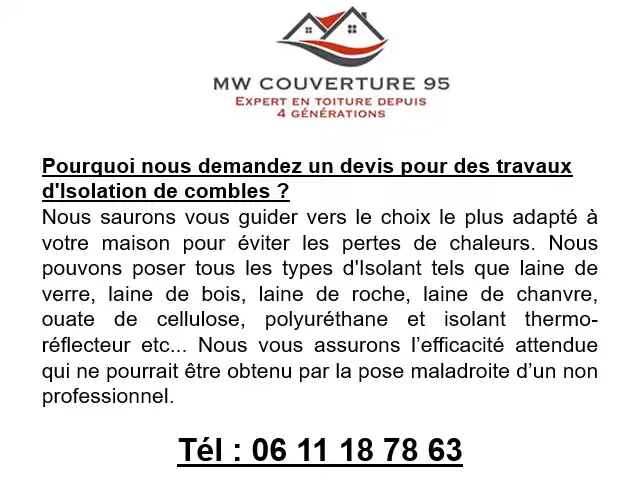 MW COUVERTURE 95
EXPERT EN TOITURE DEPUIS
4 GÉNÉRATIONS
Pourquoi nous demandez un devis pour des travaux
d'Isolation de combles ?
Nous saurons vous guider vers le choix le plus adapté à
votre maison pour éviter les pertes de chaleurs. Nous
pouvons poser tous les types d'Isolant tels que laine de
verre, laine de bois, laine de roche, laine de chanvre,
ouate de cellulose, polyuréthane et isolant thermo-
réflecteur etc... Nous vous assurons l’efficacité attendue
qui ne pourrait être obtenu par la pose maladroite d’un non
professionnel.
Tél : 06 11 18 78 63